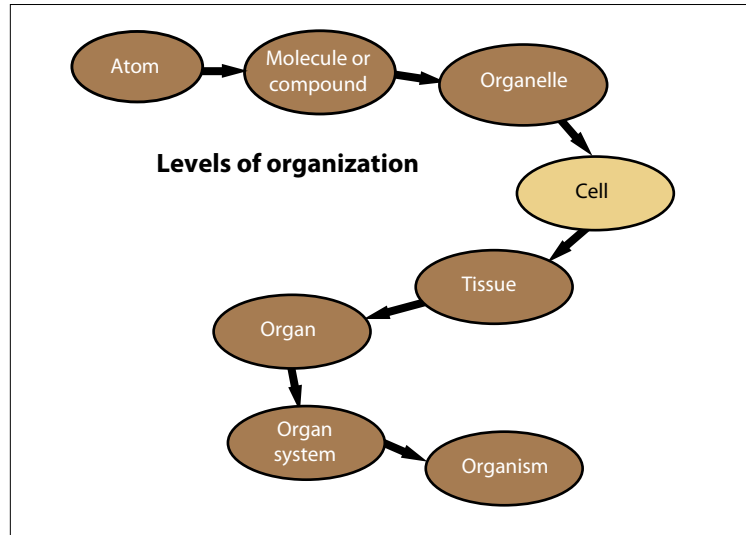 Atom
Molecule or
compound
Organelle
Levels of organization
Cell
Tissue
Organ
Organ
system
Organism